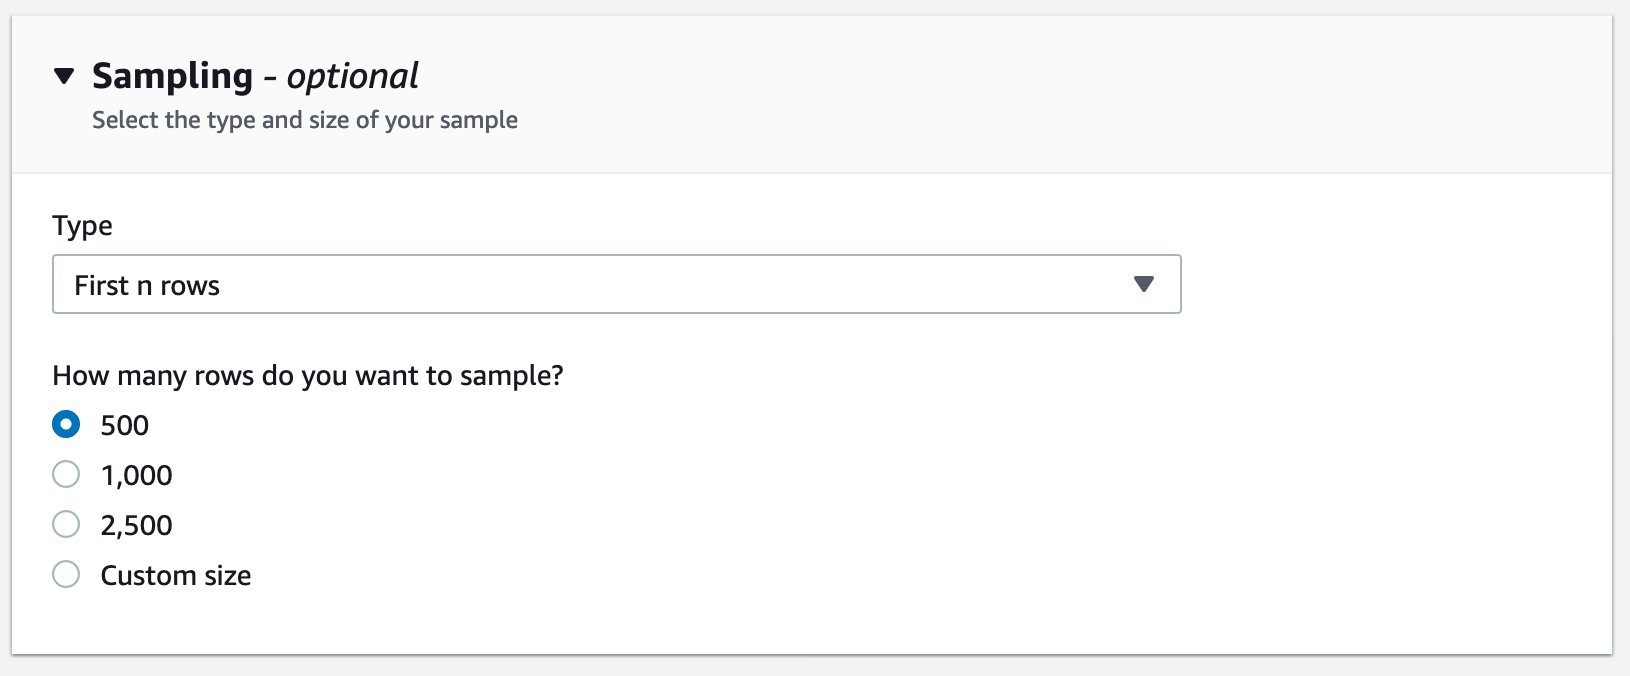 Sampling - optional
Select the type and size of your sample
Type
First n rows
How many rows do you want to sample?
500
1,000
2,500
Custom size